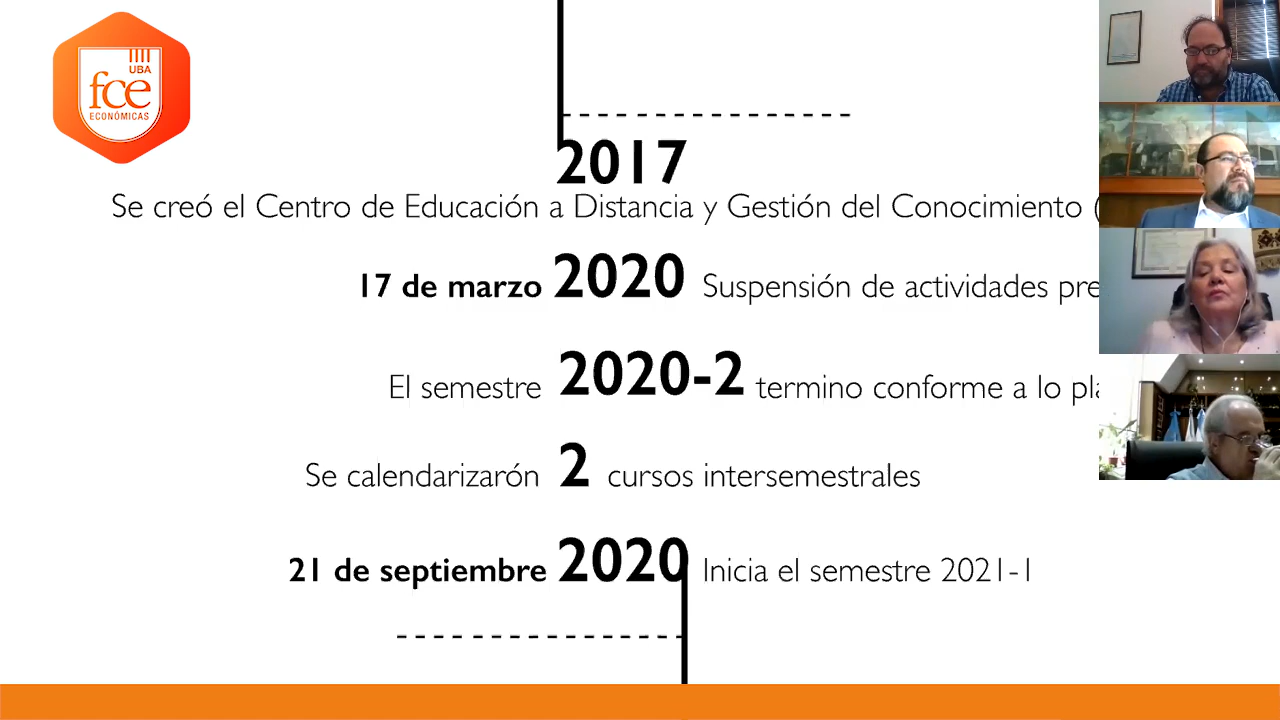 UBA
fce
ECONÓMICAS
2017
Se creó el Centro de Educación a Distancia y Gestión del Conocimiento (
17 de marzo 2020 Suspensión de actividades pre
El semestre 2020-2 termino conforme a lo pla
Se calendarizarón 2 cursos intersemestrales
21 de septiembre 2020 Inicia el semestre 2021-1